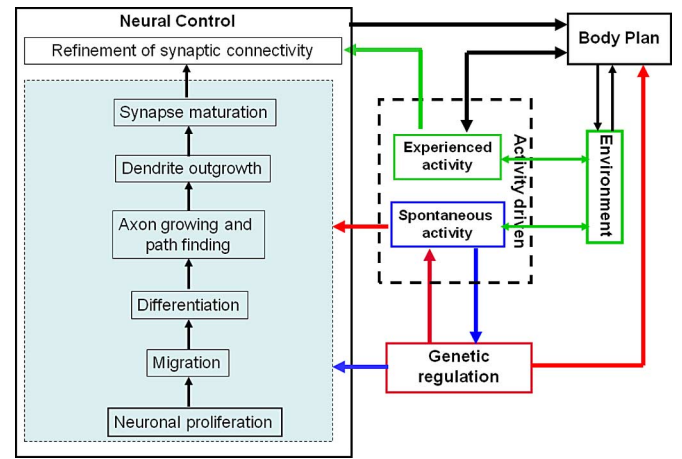 Neural Control
Refinement of synaptic connectivity
Synapse maturation
Dendrite outgrowth
Axon growing and
path finding
Differentiation
Migration
Neuronal proliferation
Experienced
activity
Spontaneous
activity
Activity driven
Genetic
regulation
Body Plan
Environment